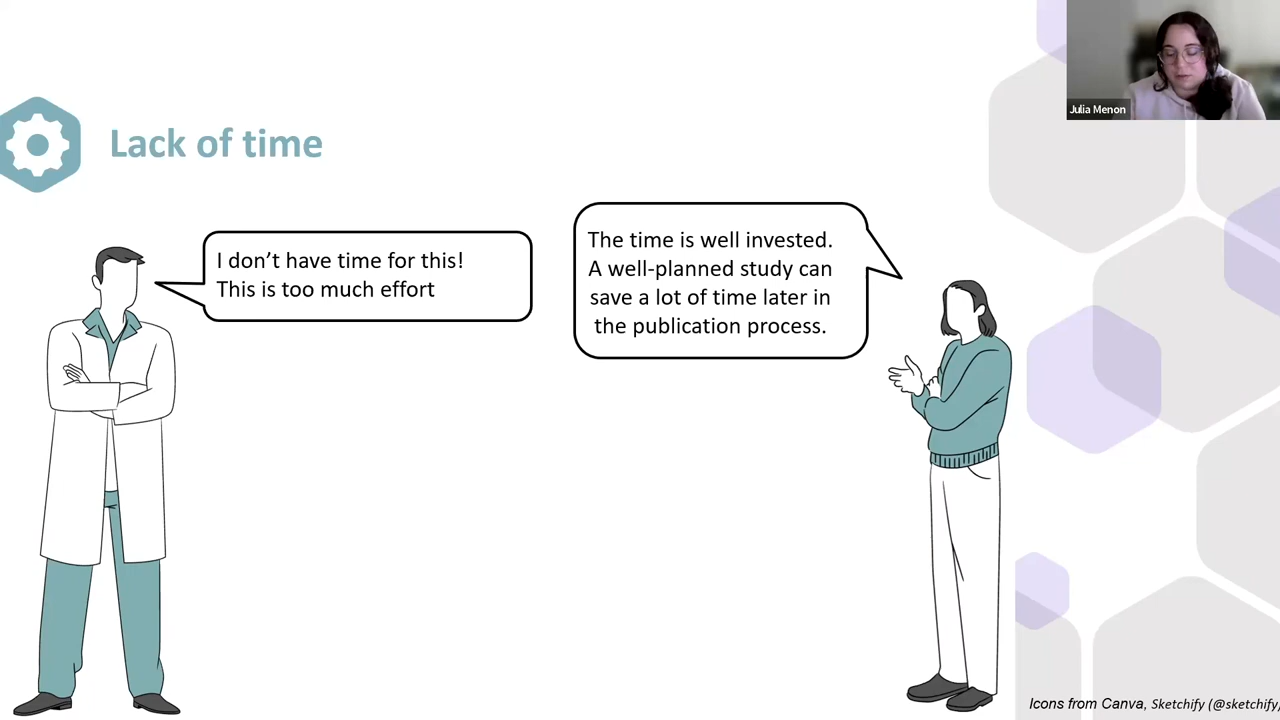 Julia Menon
Lack of time
I don’t have time for this!
This is too much effort
The time is well invested.
A well-planned study can
save a lot of time later in
the publication process.
Icons from Canva, Sketchify (@sketchify)